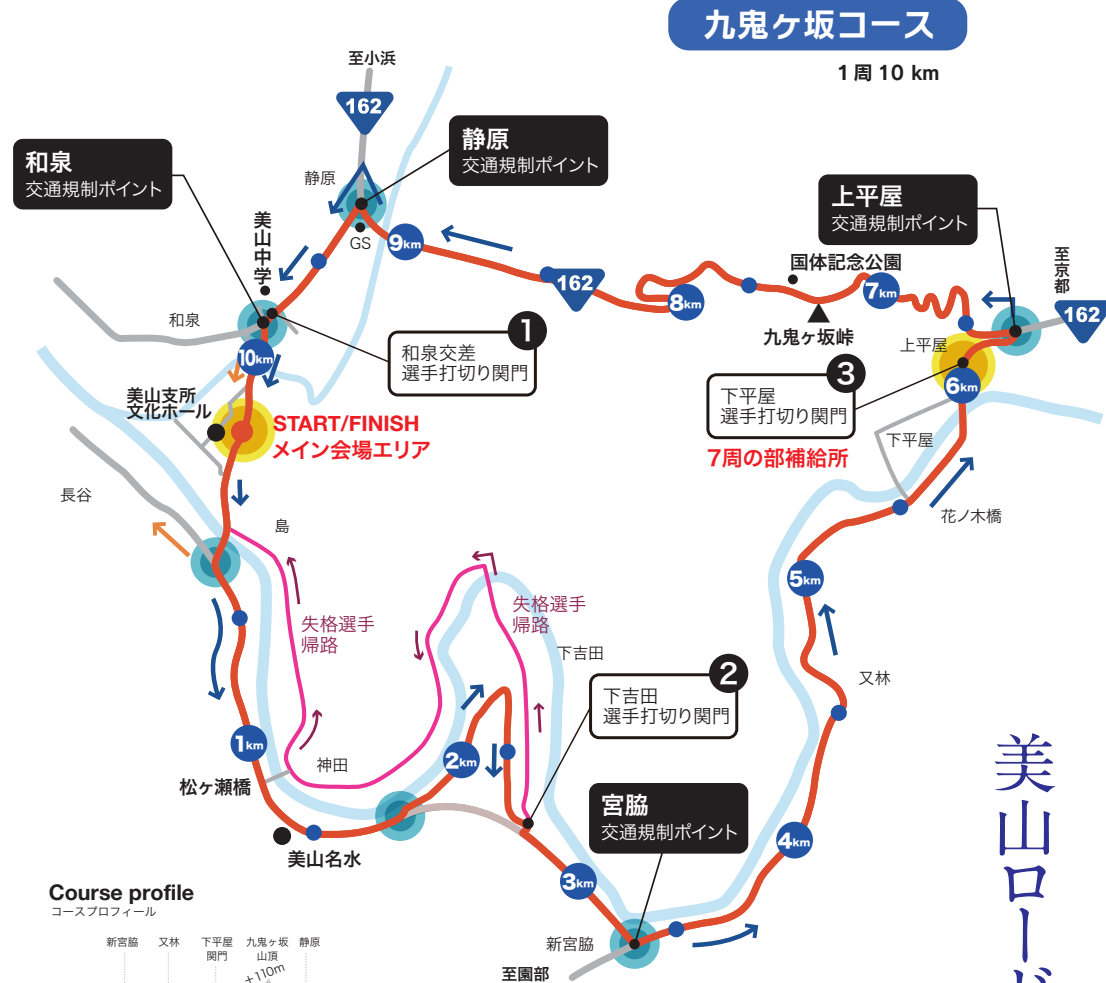 九鬼ヶ坂コース
1周 10 km
至小浜
162
静原
交通規制ポイント
和泉
交通規制ポイント
静原
GS
9km
美山中学
上平屋
交通規制ポイント
国体記念公園
至京都
162
162
8km
7km
九鬼ヶ坂峠
和泉
1
和泉交差
選手打切り関門
上平屋
3
下平屋
選手打切り関門
6km
10km
美山支所
文化ホール
START/FINISH
メイン会場エリア
7周の部補給所
下平屋
長谷
島
花ノ木橋
5km
失格選手
帰路
失格選手
帰路
下吉田
又林
2
下吉田
選手打切り関門
1km
2km
神田
松ヶ瀬橋
美山名水
宮脇
交通規制ポイント
4km
3km
新宮脇
至園部
美山ロード
Course profile
コースプロフィール
新宮脇
又林
下平屋
関門
九鬼ヶ坂
山頂
静原
+110m